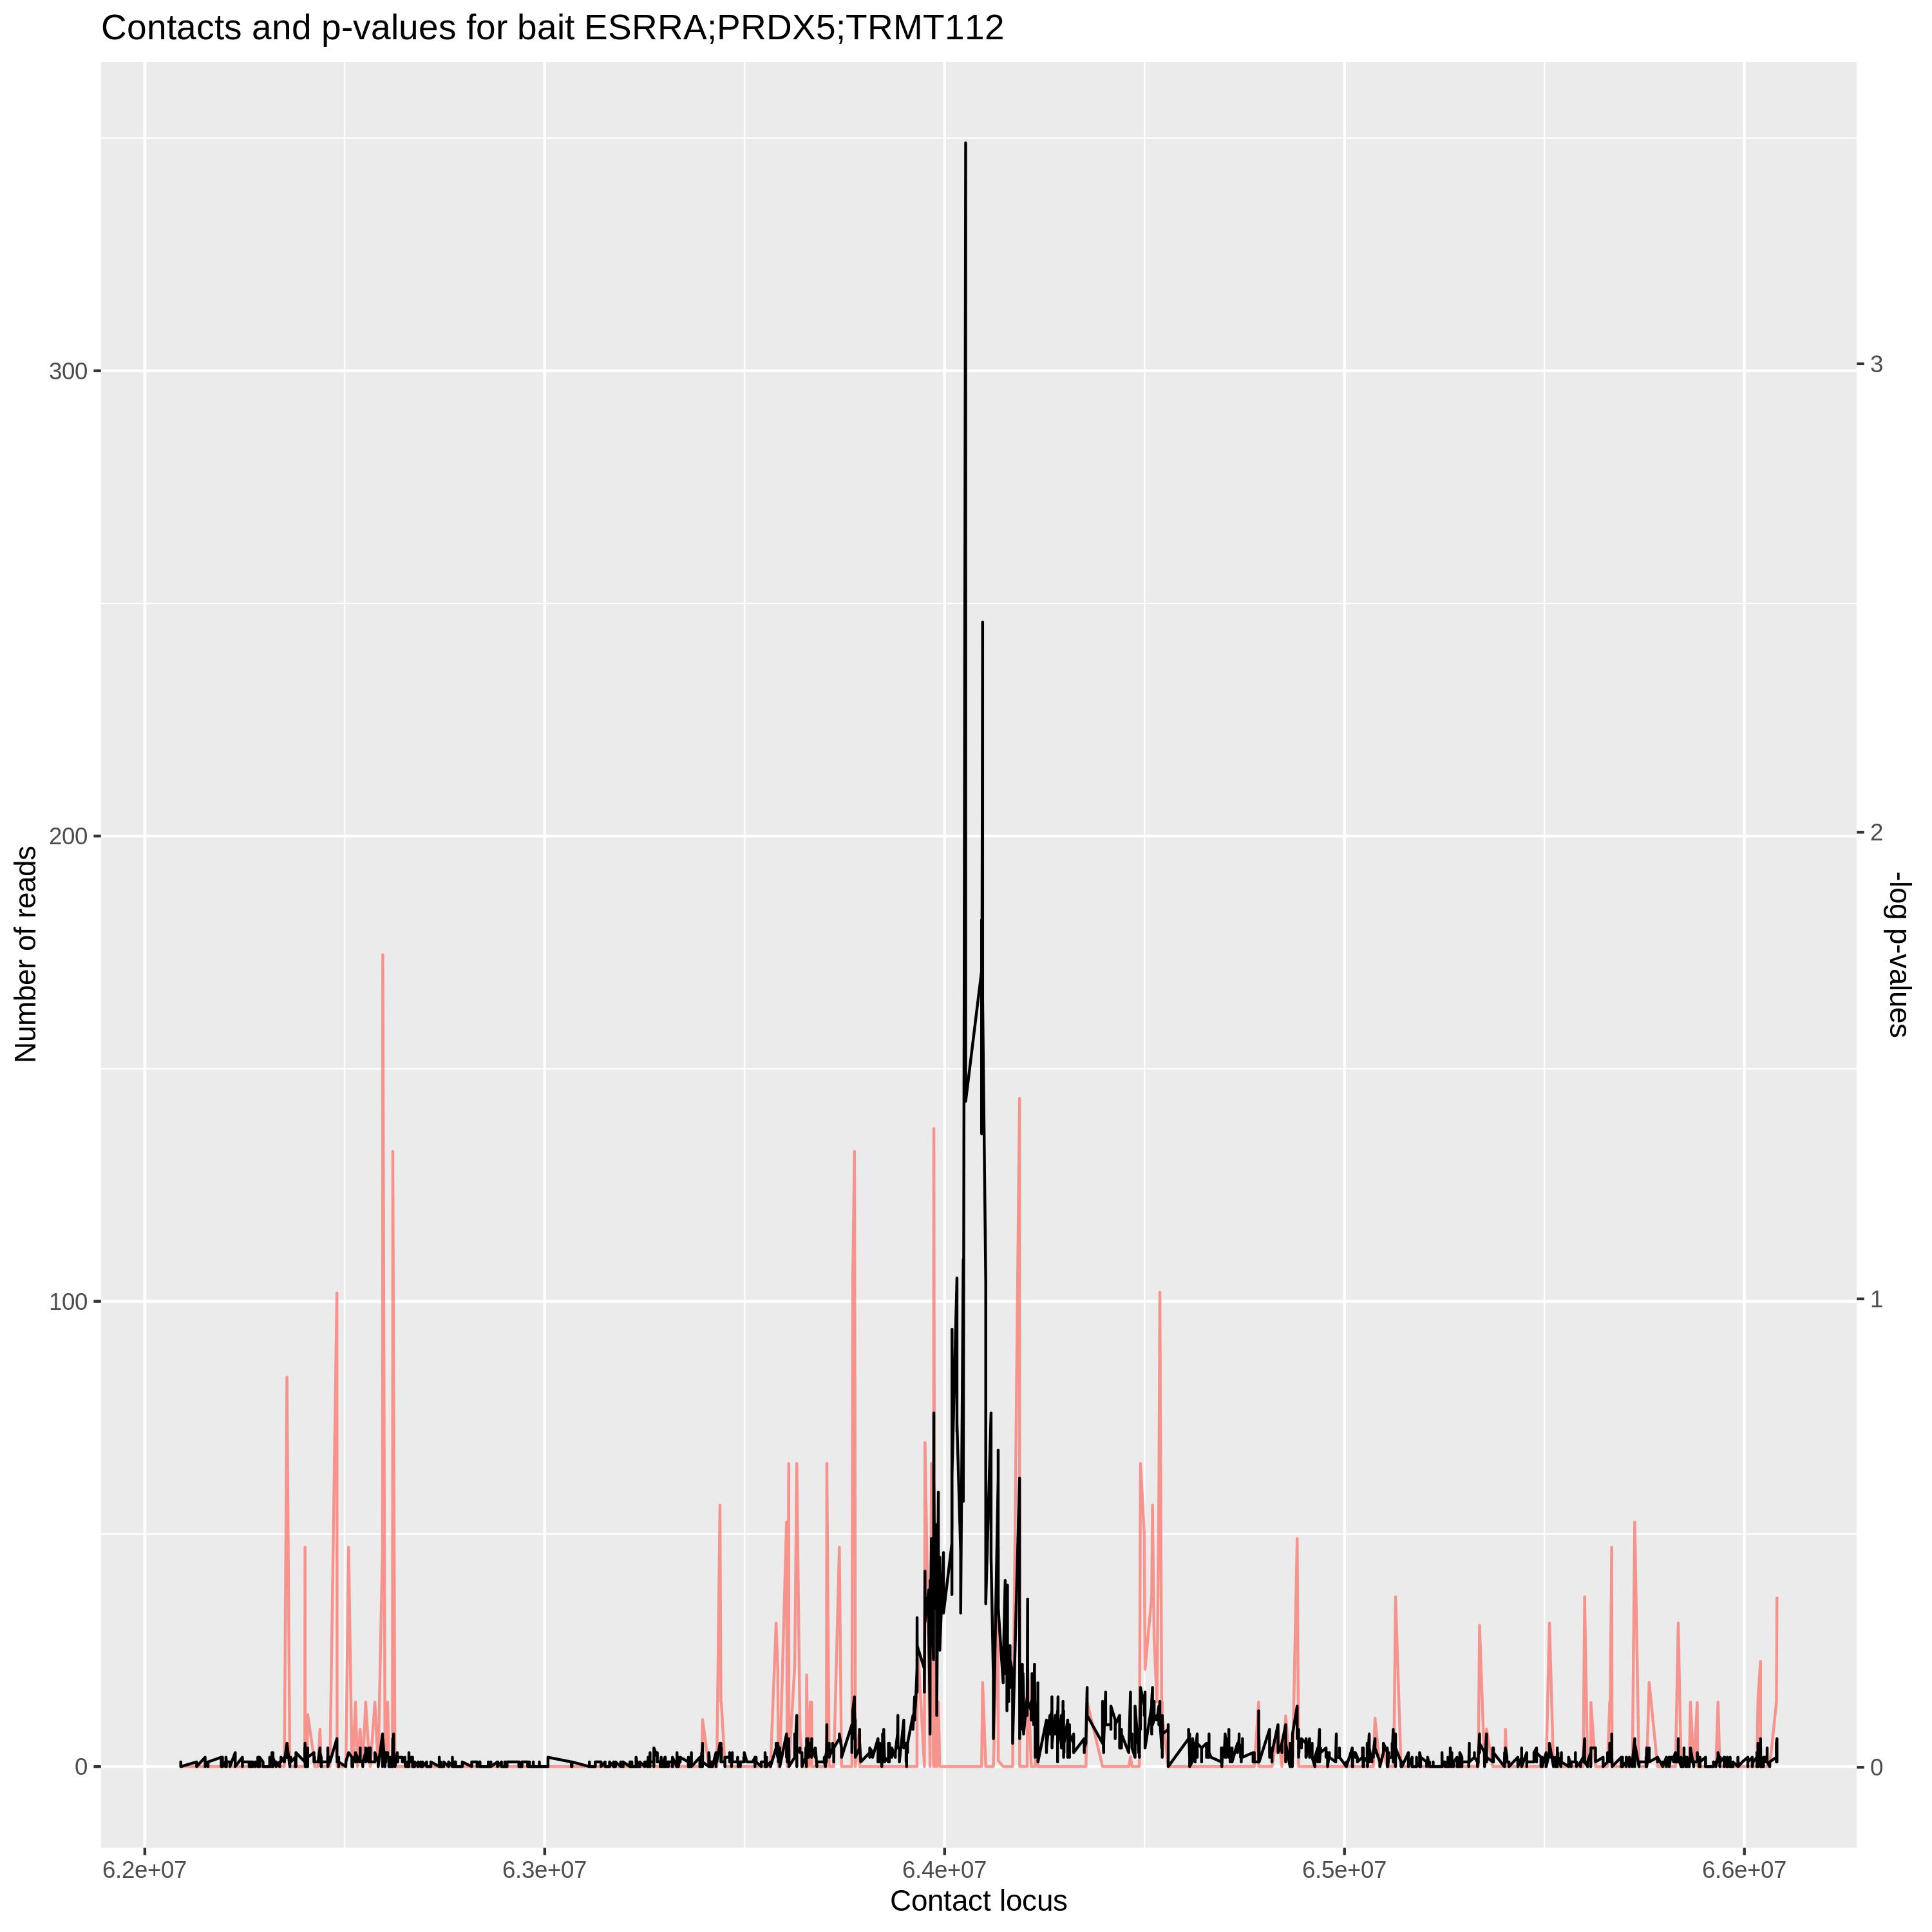 Contacts and p-values for bait ESRRA;PRDX5;TRMT112
Number of reads
300
200
100
0
3
2
1
0
-log p-values
6.2e+07
6.3e+07
6.4e+07
6.5e+07
6.6e+07
Contact locus